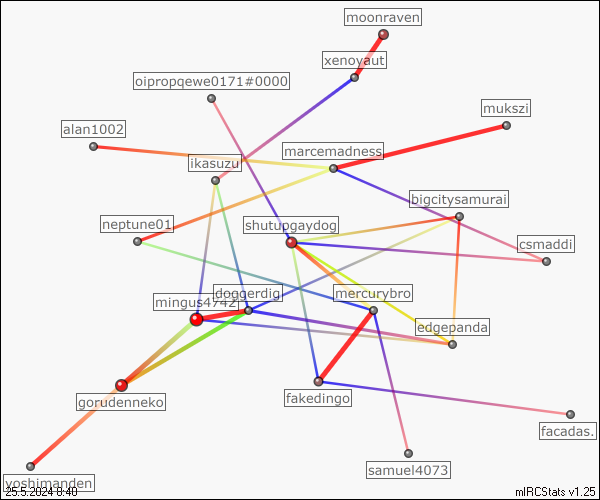 moonraven
xenoyaut
oipropqewe0171#0000
mukszi
alan1002
marcemadness
ikasuzu
bigcitysamurai
neptune01
shutupgaydog
csmaddi
doggerdig
mercurybro
mingus4742
edgepanda
gorudenneko
fakedingo
facadas.
samuel4073
yoshimanden
25.5.2024 0:40
mIRCStats v1.25